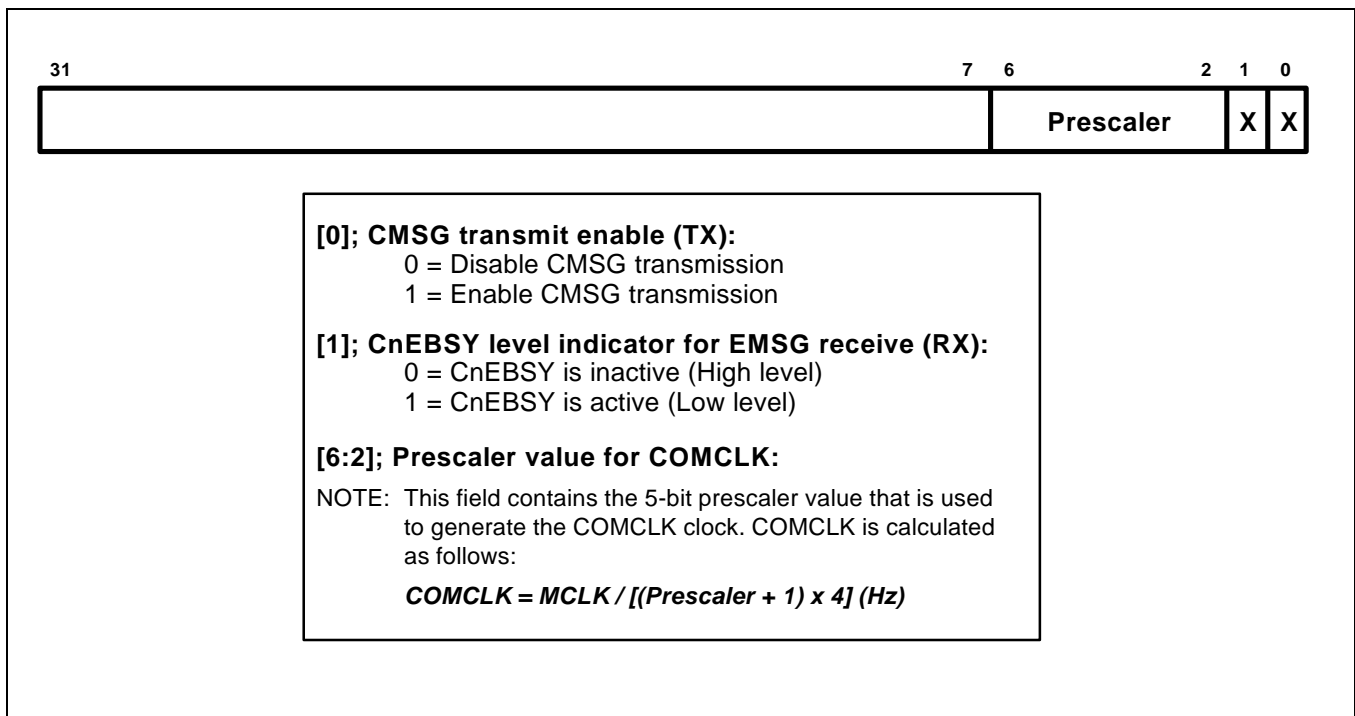 31 7 6 2 1 0
Prescaler X X
[0]; CMSG transmit enable (TX):
0 = Disable CMSG transmission
1 = Enable CMSG transmission
[1]; CnEBSY level indicator for EMSG receive (RX):
0 = CnEBSY is inactive (High level)
1 = CnEBSY is active (Low level)
[6:2]; Prescaler value for COMCLK:
NOTE: This field contains the 5-bit prescaler value that is used
to generate the COMCLK clock. COMCLK is calculated
as follows:
COMCLK = MCLK / [(Prescaler + 1) x 4] (Hz)